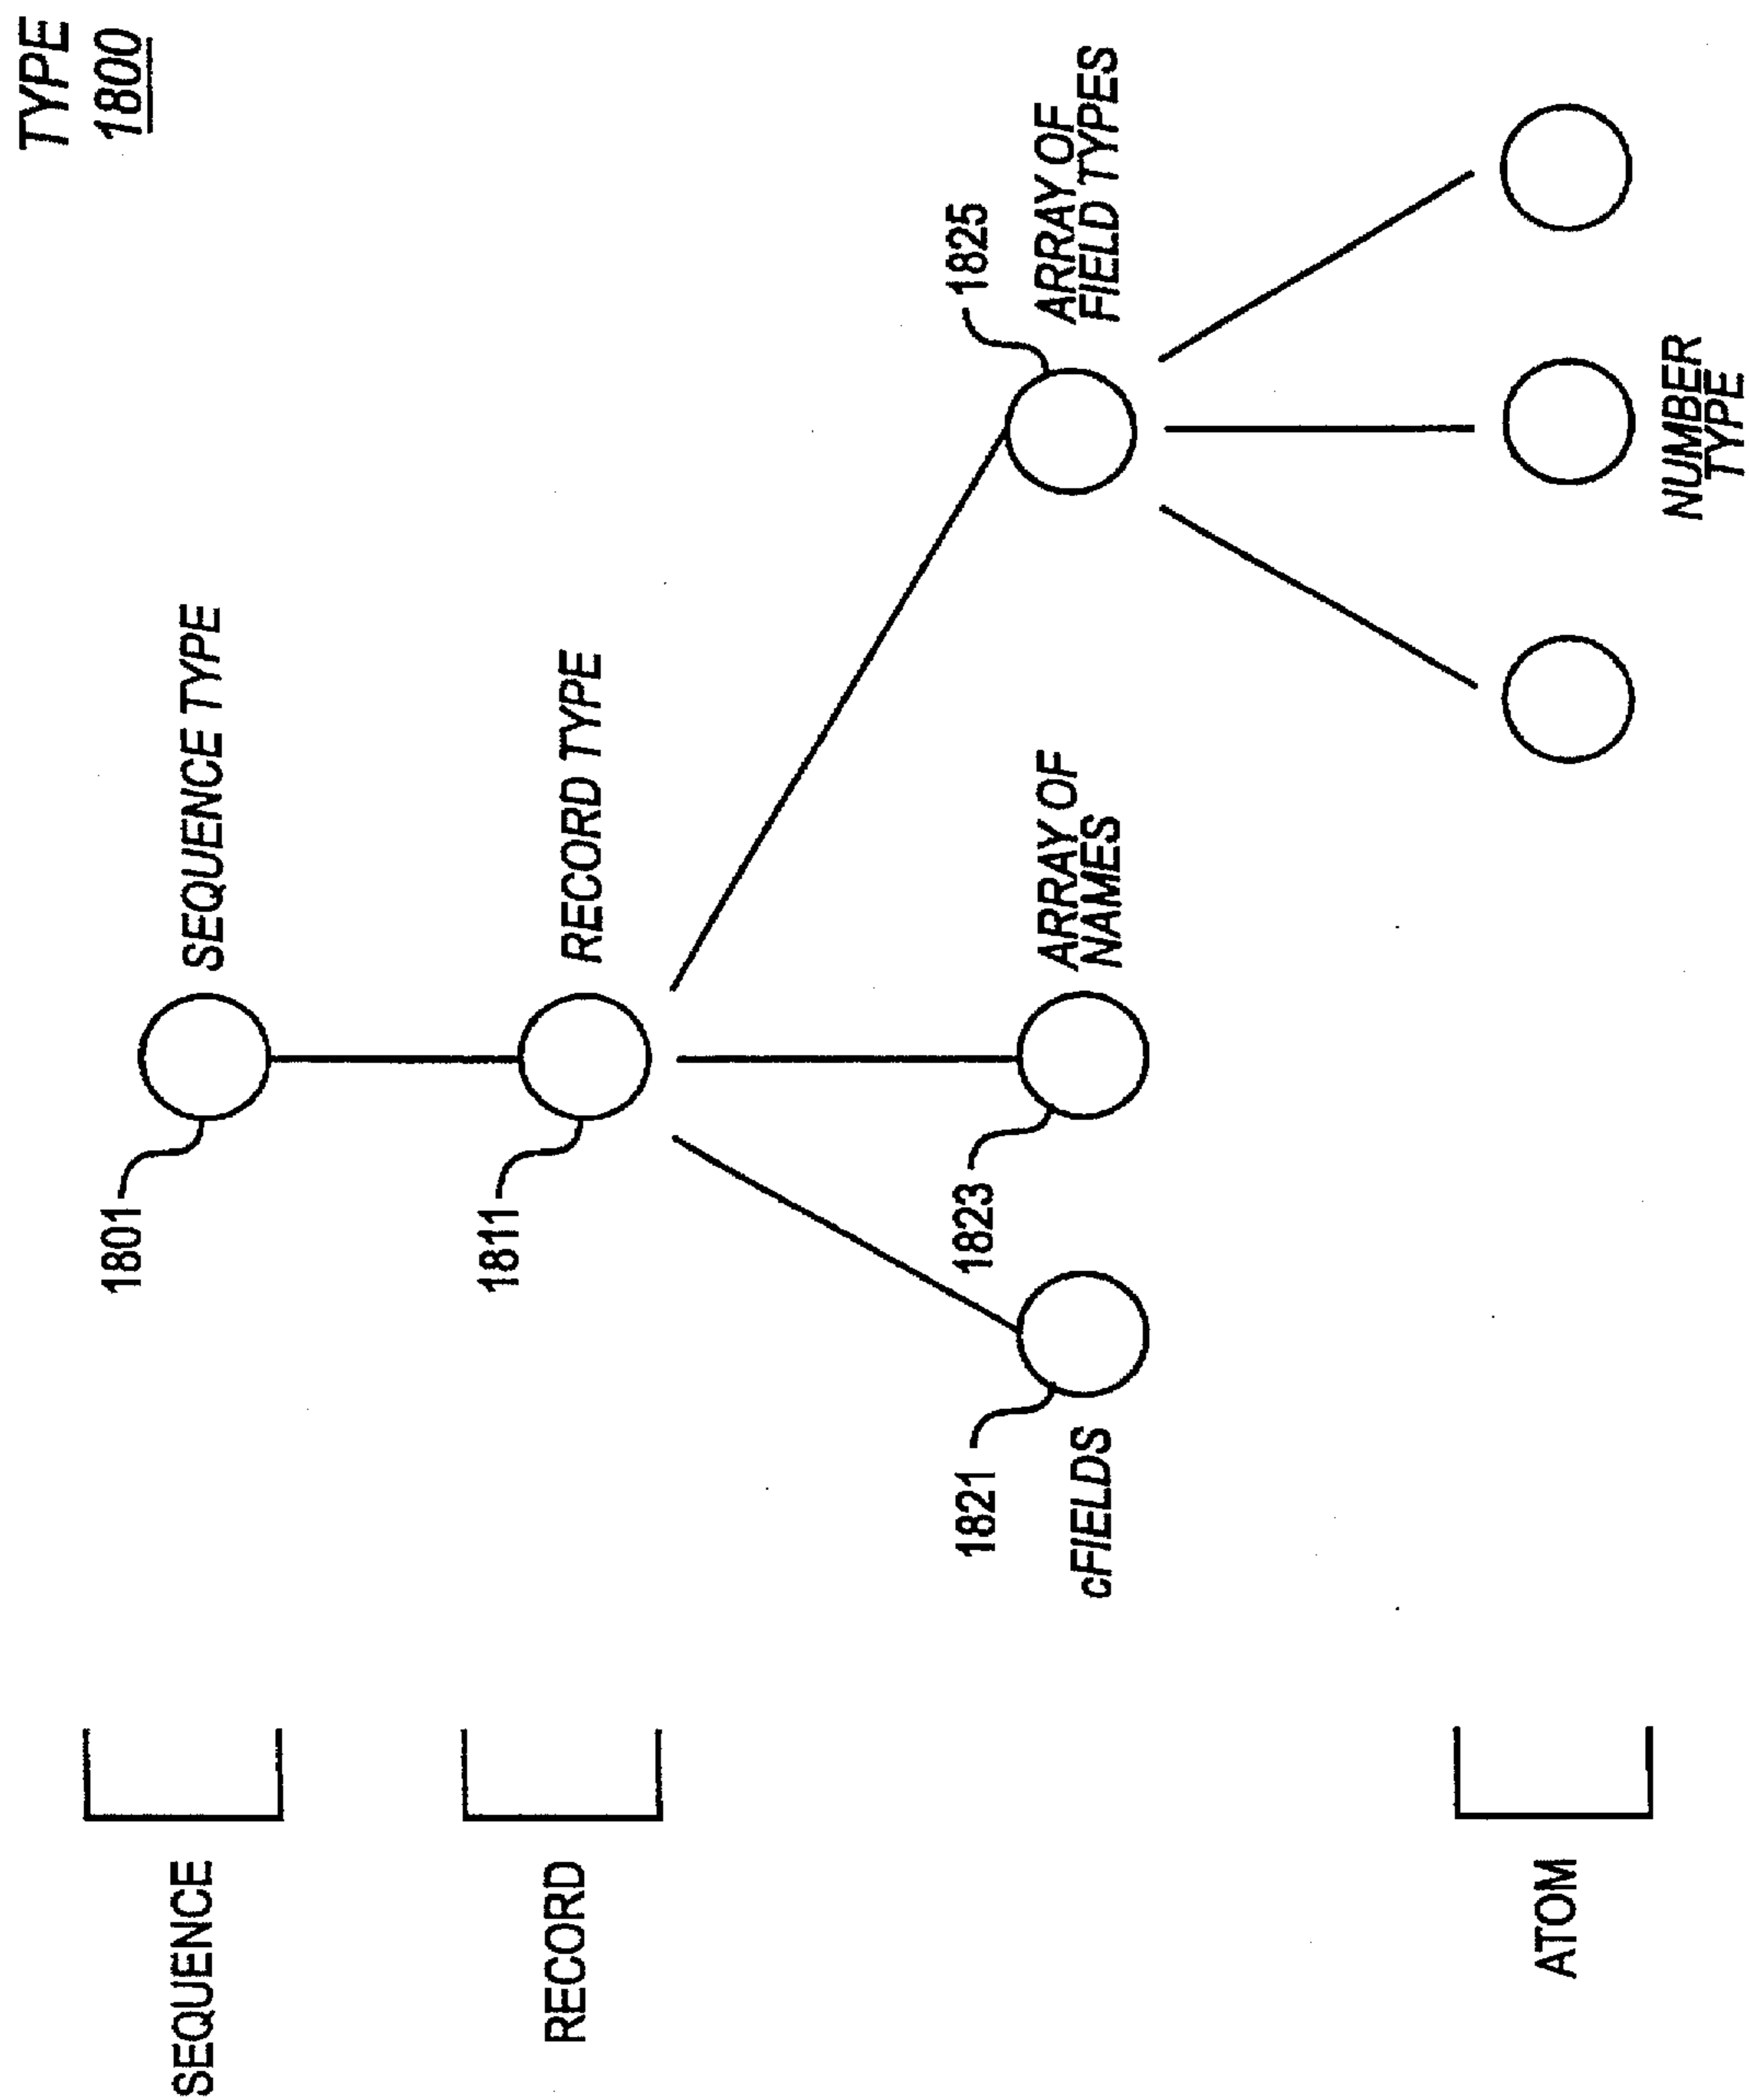 TYPE
1800
1801
SEQUENCE
SEQUENCE TYPE
1811
RECORD
RECORD TYPE
1821
1823
1825
cFIELDS
ARRAY OF
NAMES
ARRAY OF
FIELD TYPES
ATOM
NUMBER
TYPE